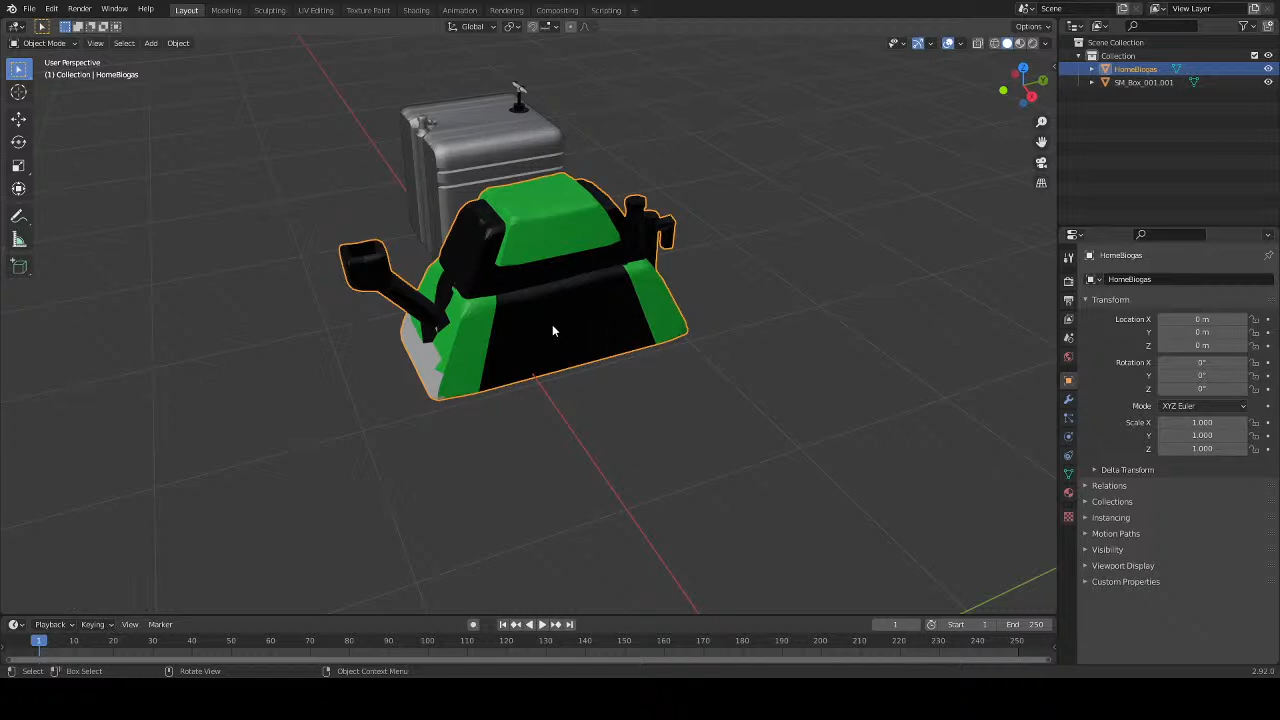 File Edit Render Window Help Layout Modeling Sculpting UV Editing Texture Paint Shading Animation Rendering Compositing Scripting + Scene View Layer
Global Options
Object Mode View Select Add Object
User Perspective
(1) Collection | HomeBiogas
Z
Y
X
Scene Collection
Collection
HomeBiogas
SM_Box_001.001
HomeBiogas
HomeBiogas
Transform
Location X 0 m
Y 0 m
Z 0 m
Rotation X 0°
Y 0°
Z 0°
Mode XYZ Euler
Scale X 1.000
Y 1.000
Z 1.000
Delta Transform
Relations
Collections
Instancing
Motion Paths
Visibility
Viewport Display
Custom Properties
Playback Keying View Marker 1 Start 1 End 250
1 10 20 30 40 50 60 70 80 90 100 110 120 130 140 150 160 170 180 190 200 210 220 230 240 250
Select Box Select Rotate View Object Context Menu 2.92.0